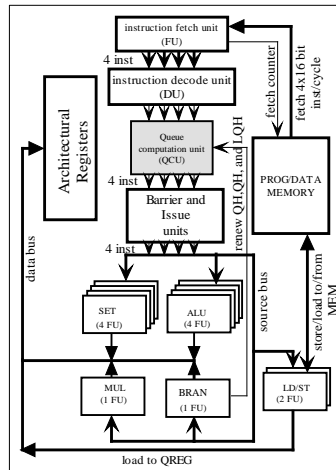 instruction fetch unit
(FU)
4 inst
instruction decode unit
(DU)
Queue
computation unit
(QCU)
4 inst
Barrier and
Issue
units
4 inst
SET
(4 FU)
ALU
(4 FU)
MUL
(1 FU)
BRAN
(1 FU)
LD/ST
(2 FU)
load to QREG
Architectural
Registers
data bus
renew QH,QH, and LQH
source bus
fetch counter
fetch 4x16 bit
inst/cycle
PROG/DATA
MEMORY
store/load to/from
MEM